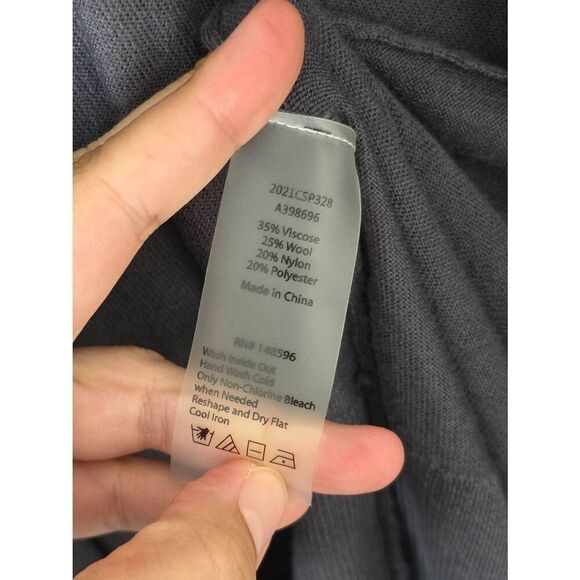 2021CSP328
A398696
35% Viscose
25% Wool
20% Nylon
20% Polyester
Made in China
RN# 148596
Wash Inside Out
Hand Wash Cold
Only Non-Chlorine Bleach
when Needed
Reshape and Dry Flat
Cool Iron